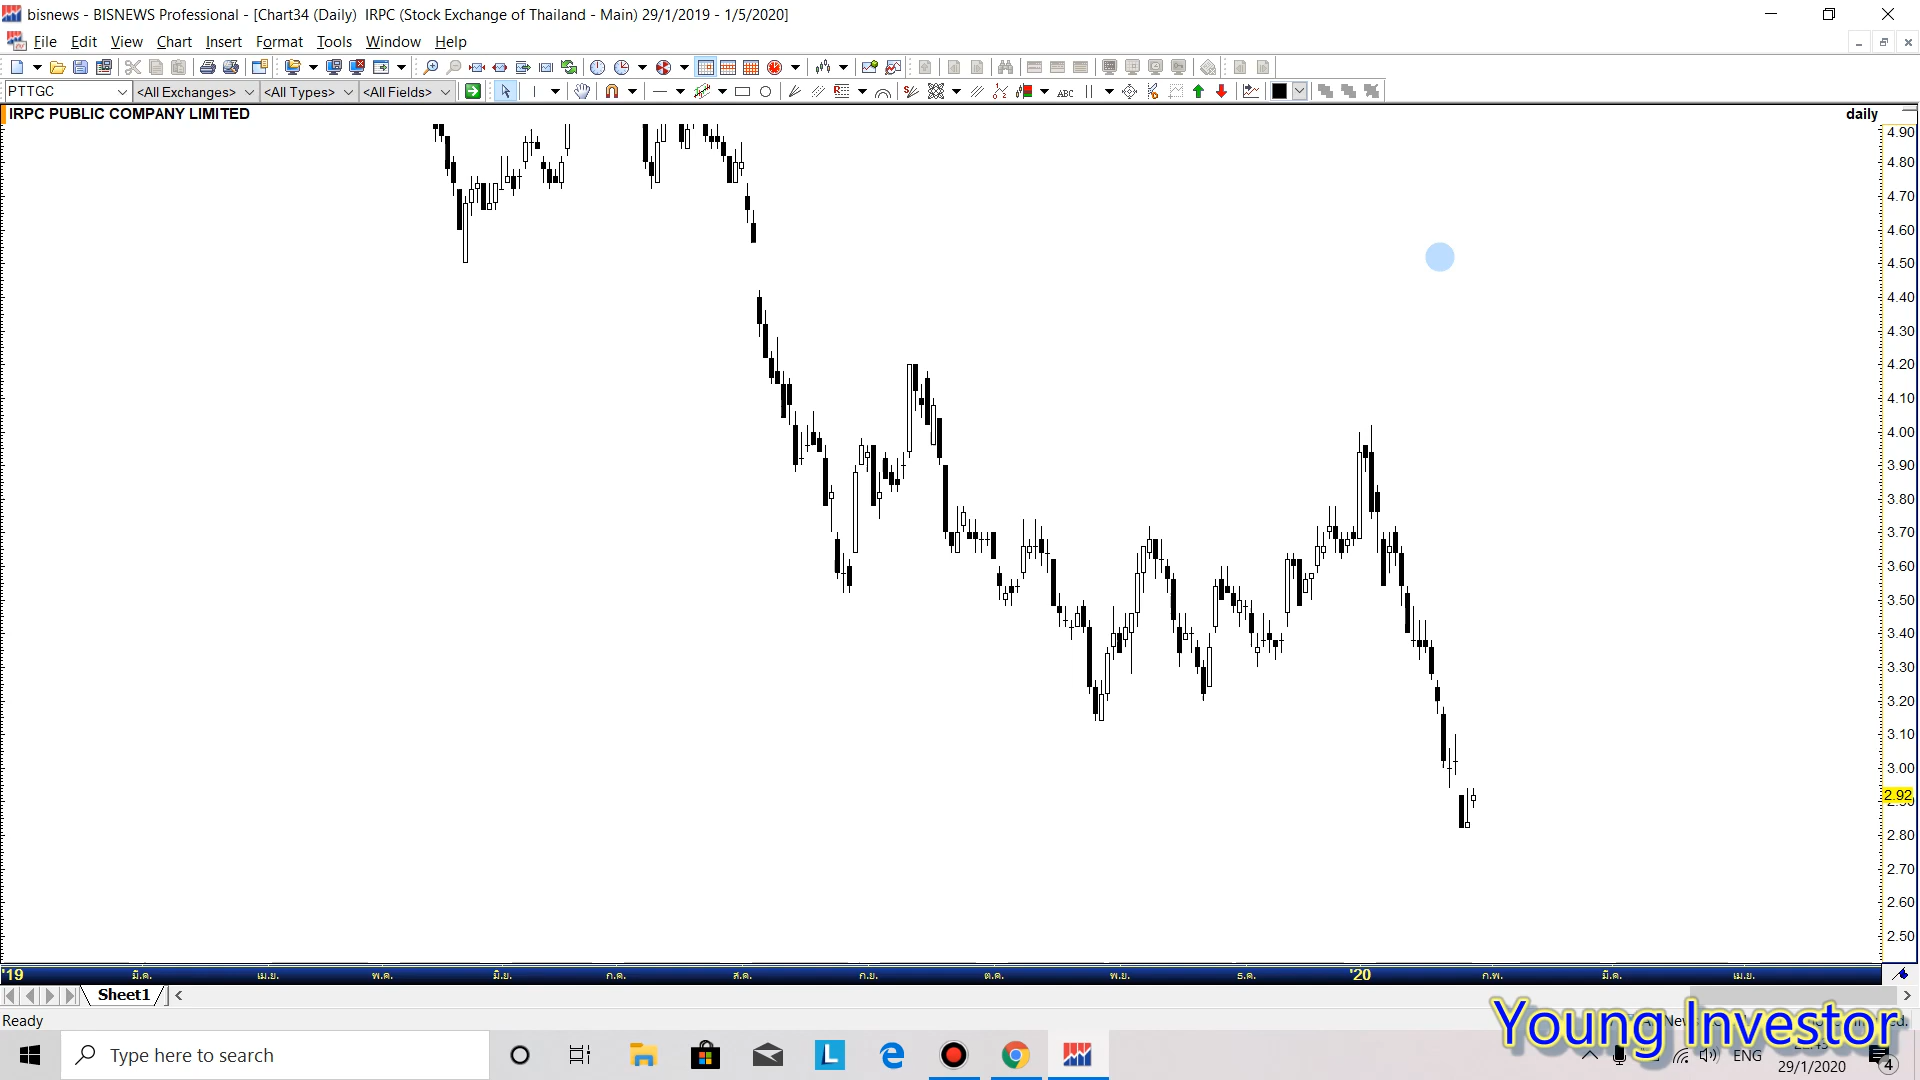 bisnews - BISNEWS Professional - [Chart34 (Daily)  IRPC (Stock Exchange of Thailand - Main) 29/1/2019 - 1/5/2020]
File Edit View Chart Insert Format Tools Window Help
PTTGC <All Exchanges> <All Types> <All Fields> ABC
IRPC PUBLIC COMPANY LIMITED daily
4.90
4.80
4.70
4.60
4.50
4.40
4.30
4.20
4.10
4.00
3.90
3.80
3.70
3.60
3.50
3.40
3.30
3.20
3.10
3.00
2.92
2.80
2.70
2.60
2.50
'19 มี.ค. เม.ย. พ.ค. มิ.ย. ก.ค. ส.ค. ก.ย. ต.ค. พ.ย. ธ.ค. '20 ก.พ. มี.ค. เม.ย.
Sheet1
Ready
Young Investor
Type here to search
L
ENG
29/1/2020
4